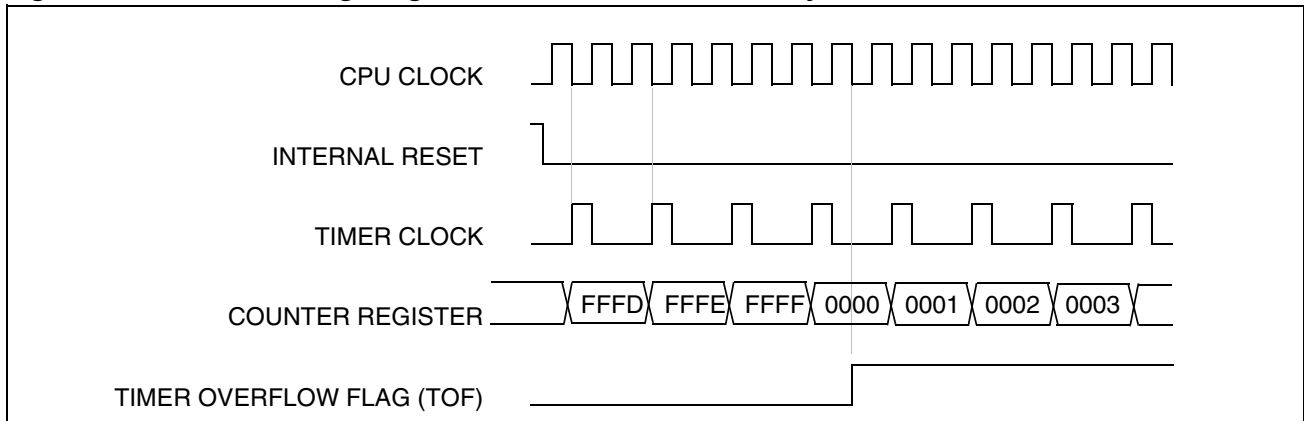 CPU CLOCK
INTERNAL RESET
TIMER CLOCK
COUNTER REGISTER
FFFD FFFE FFFF 0000 0001 0002 0003
TIMER OVERFLOW FLAG (TOF)